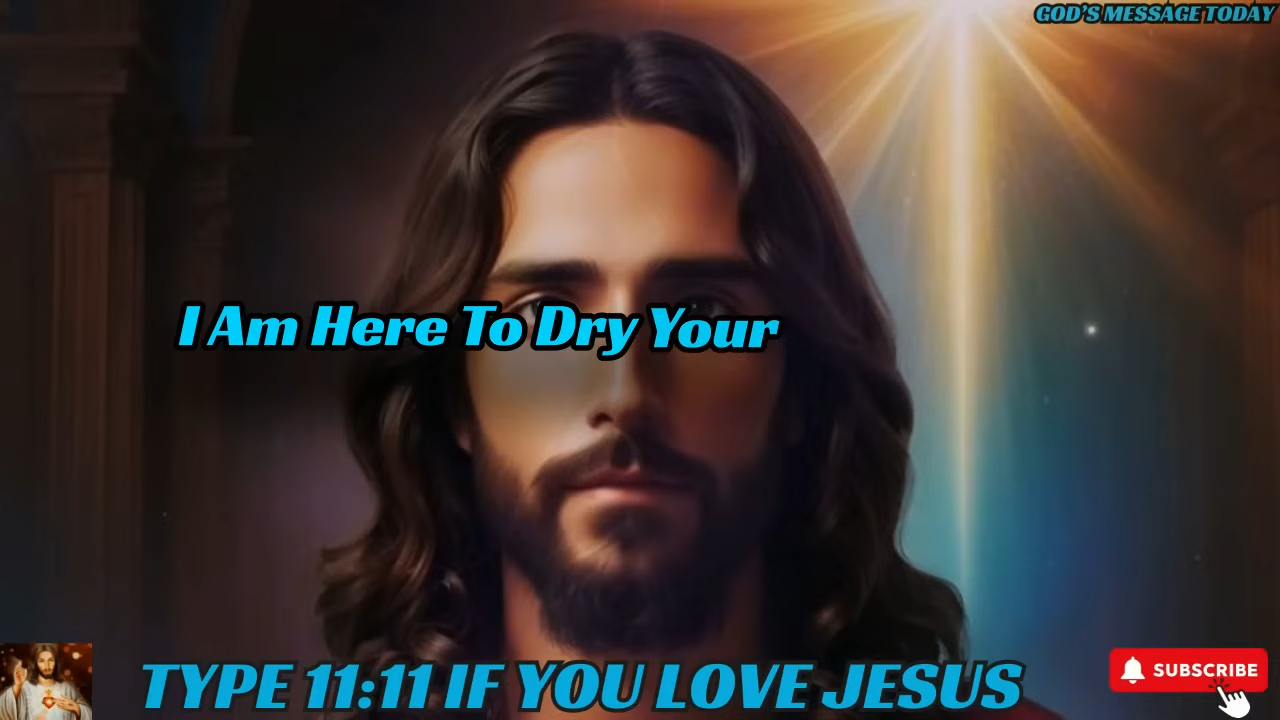 GOD'S MESSAGE TODAY
I Am Here To Dry Your
TYPE 11:11 IF YOU LOVE JESUS
SUBSCRIBE